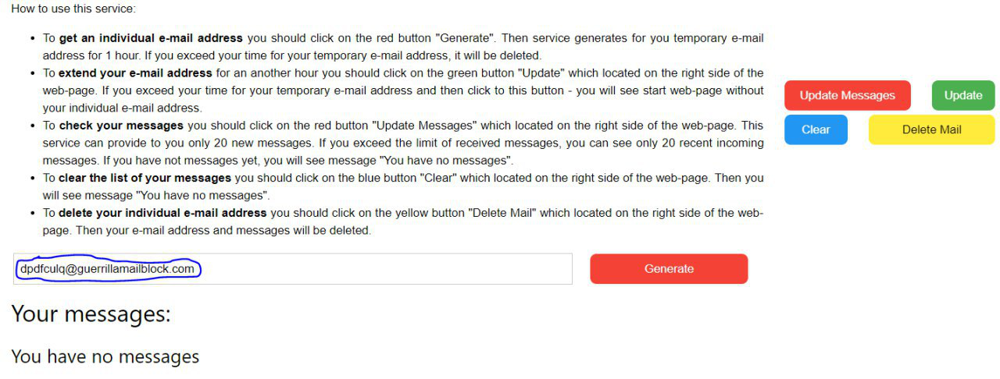 How to use this service:
To get an individual e-mail address you should click on the red button "Generate". Then service generates for you temporary e-mail
address for 1 hour. If you exceed your time for your temporary e-mail address, it will be deleted.
To extend your e-mail address for an another hour you should click on the green button "Update" which located on the right side of the
web-page. If you exceed your time for your temporary e-mail address and then click to this button - you will see start web-page without
your individual e-mail address.
To check your messages you should click on the red button "Update Messages" which located on the right side of the web-page. This
service can provide to you only 20 new messages. If you exceed the limit of received messages, you can see only 20 recent incoming
messages. If you have not messages yet, you will see message "You have no messages".
To clear the list of your messages you should click on the blue button "Clear" which located on the right side of the web-page. Then you
will see message "You have no messages".
To delete your individual e-mail address you should click on the yellow button "Delete Mail" which located on the right side of the web-
page. Then your e-mail address and messages will be deleted.
Update Messages
Update
Clear
Delete Mail
dpdfculq@guerrillamailblock.com
Generate
Your messages:
You have no messages